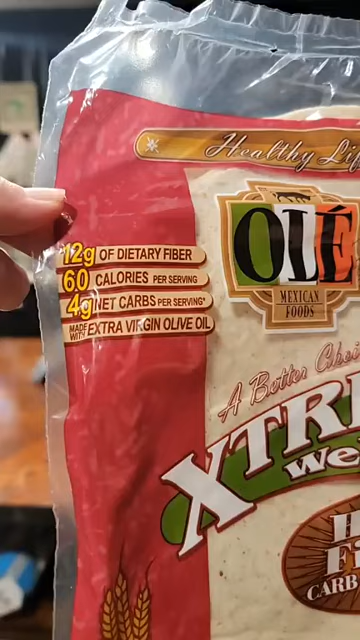 Healthy Lif
12g OF DIETARY FIBER
60 CALORIES PER SERVING
4g NET CARBS PER SERVING*
MADE WITH EXTRA VIRGIN OLIVE OIL
OLÉ
MEXICAN
FOODS
A Better Choi
XTR
We
H
Fi
CARB